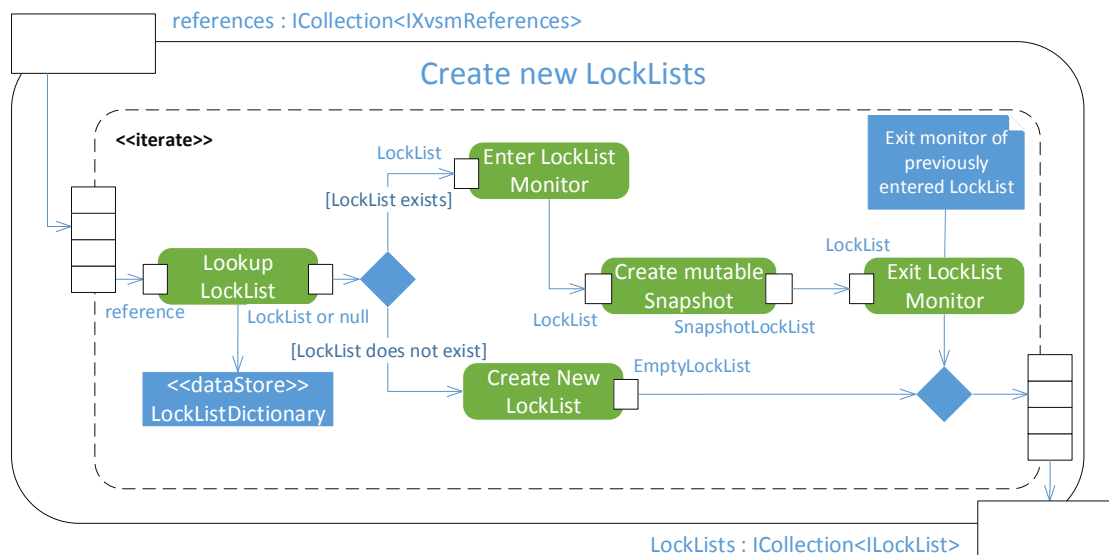 references : ICollection<IXvsmReferences>
Create new LockLists
<<iterate>>
LockList
Enter LockList
Monitor
Exit monitor of
previously
entered LockList
[LockList exists]
Lookup
LockList
reference
LockList or null
Create mutable
Snapshot
LockList
SnapshotLockList
LockList
Exit LockList
Monitor
[LockList does not exist]
<<dataStore>>
LockListDictionary
Create New
LockList
EmptyLockList
LockLists : ICollection<ILockList>